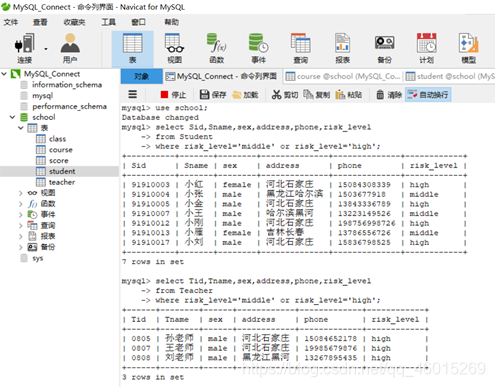 MySQL_Connect - 命令列界面 - Navicat for MySQL
文件 查看 收藏夹 工具 窗口 帮助
连接 用户 表 视图 函数 事件 查询 报表 备份 计划 模型
MySQL_Connect
information_schema
mysql
performance_schema
school
表
class
course
score
student
teacher
视图
函数
事件
查询
报表
备份
sys
对象 MySQL_Connect - 命令列界面 course @school (MySQL_Co... student @school (MySQL_C
停止 保存 加载 复制 粘贴 清除 自动换行
mysql> use school;
Database changed
mysql> select Sid,Sname,sex,address,phone,risk_level
-> from Student
-> where risk_level='middle' or risk_level='high';
| Sid | Sname | sex | address | phone | risk_level |
| 91910003 | 小红 | female | 河北石家庄 | 15084308339 | high |
| 91910004 | 小张 | male | 黑龙江哈尔滨 | 1503677918 | middle |
| 91910005 | 小金 | male | 河北石家庄 | 13843336789 | high |
| 91910007 | 小王 | male | 哈尔滨黑河 | 13223149526 | middle |
| 91910012 | 小刚 | male | 河北石家庄 | 198756998726 | high |
| 91910013 | 小雁 | female | 吉林长春 | 13786556726 | middle |
| 91910017 | 小刘 | male | 河北石家庄 | 15836798525 | high |
7 rows in set
mysql> select Tid,Tname,sex,address,phone,risk_level
-> from Teacher
-> where risk_level='middle' or risk_level='high';
| Tid | Tname | sex | address | phone | risk_level |
| 0805 | 孙老师 | male | 河北石家庄 | 15084652178 | high |
| 0807 | 王老师 | male | 河北石家庄 | 19985679876 | high |
| 0808 | 刘老师 | male | 黑龙江黑河 | 13267895435 | high |
3 rows in set